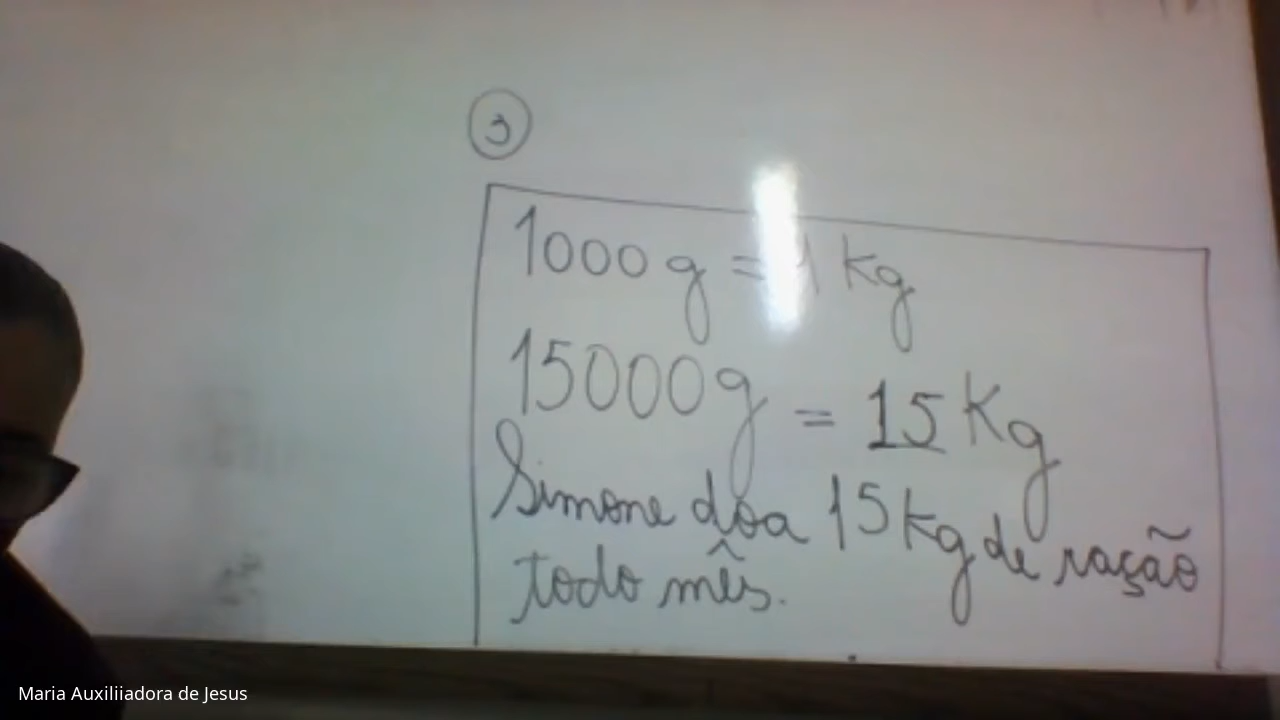 3
1000 g = 1 kg
15000 g = 15 Kg
Simone doa 15 kg de ração
todo mês.
Maria Auxiliiadora de Jesus